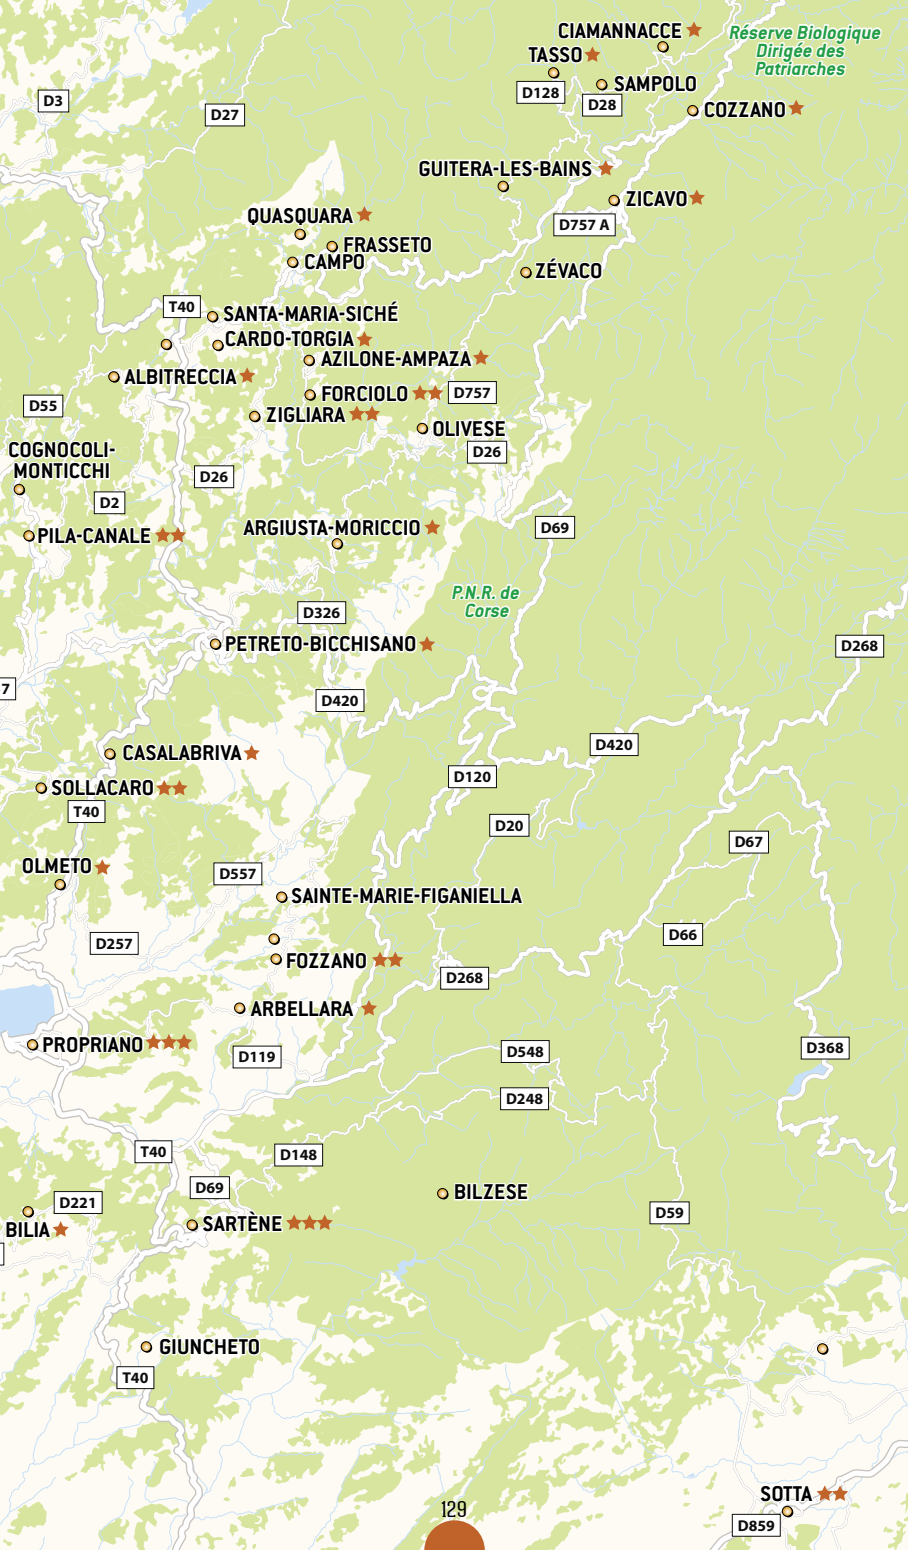 CIAMANNACCE
Réserve Biologique
Dirigée des
Patriarches
TASSO
SAMPOLO
D128
D28
D3
D27
COZZANO
GUITERA-LES-BAINS
ZICAVO
QUASQUARA
D757 A
FRASSETO
CAMPO
ZÉVACO
T40
SANTA-MARIA-SICHÉ
CARDO-TORGIA
AZILONE-AMPAZA
ALBITRECCIA
FORCIOLO
D757
D55
ZIGLIARA
OLIVESE
COGNOCOLI-
MONTICCHI
D26
D26
D2
ARGIUSTA-MORICCIO
D69
PILA-CANALE
P.N.R. de
Corse
D326
PETRETO-BICCHISANO
D268
7
D420
D420
CASALABRIVA
D120
SOLLACARO
T40
D20
D67
OLMETO
D557
SAINTE-MARIE-FIGANIELLA
D257
D66
FOZZANO
D268
ARBELLARA
PROPRIANO
D119
D548
D368
D248
T40
D148
D69
BILZESE
D221
D59
BILIA
SARTÈNE
GIUNCHETO
T40
SOTTA
129
D859